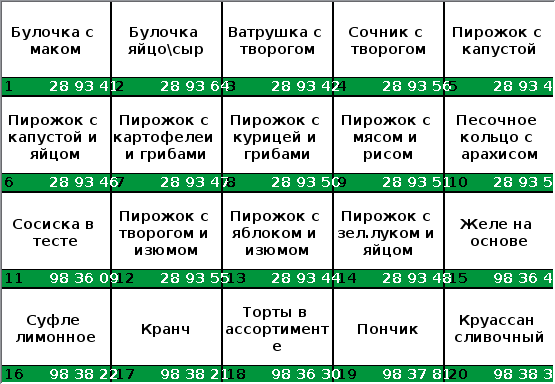 Булочка с
маком
Булочка
яйцо\сыр
Ватрушка с
творогом
Сочник с
творогом
Пирожок с
капустой
1 28 93 41
2 28 93 64
3 28 93 42
4 28 93 56
5 28 93 4
Пирожок с
капустой и
яйцом
Пирожок с
картофелеи
и грибами
Пирожок с
курицей и
грибами
Пирожок с
мясом и
рисом
Песочное
кольцо с
арахисом
6 28 93 46
7 28 93 47
8 28 93 50
9 28 93 51
10 28 93 5
Сосиска в
тесте
Пирожок с
творогом и
изюмом
Пирожок с
яблоком и
изюмом
Пирожок с
зел.луком и
яйцом
Желе на
основе
11 98 36 09
12 28 93 55
13 28 93 44
14 28 93 48
15 98 36 4
Суфле
лимонное
Кранч
Торты в
ассортимент
е
Пончик
Круассан
сливочный
16 98 38 22
17 98 38 21
18 98 36 30
19 98 37 81
20 98 38 3